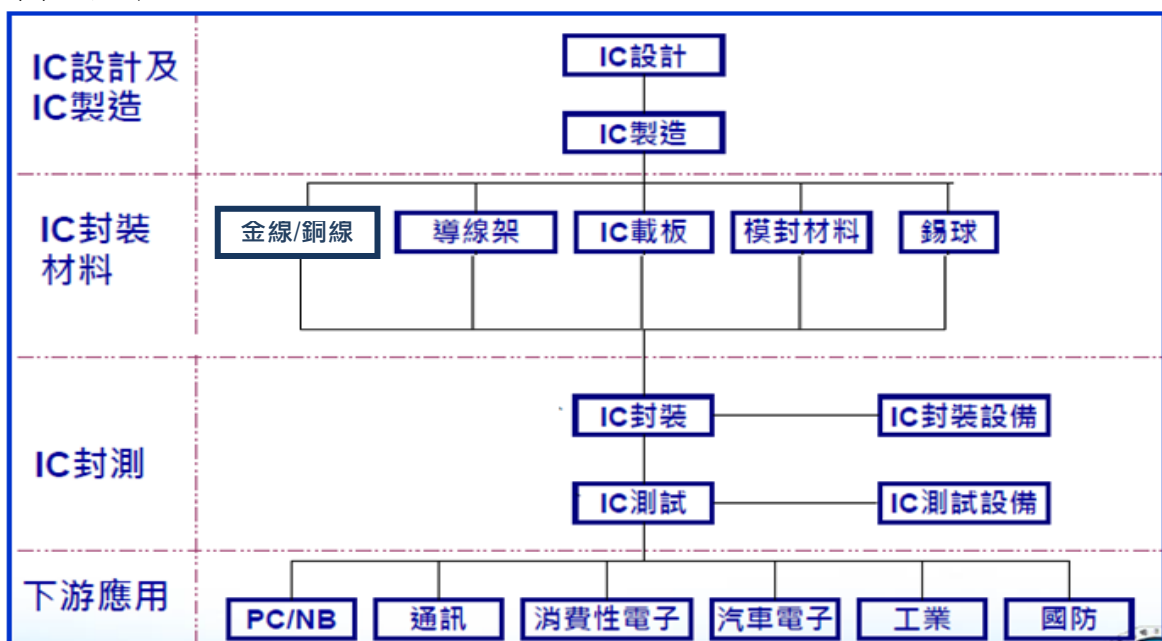 IC設計及
IC製造
IC設計
IC製造
IC封裝
材料
金線/銅線
導線架
IC載板
模封材料
錫球
IC封測
IC封裝
IC封裝設備
IC測試
IC測試設備
下游應用
PC/NB
通訊
消費性電子
汽車電子
工業
國防